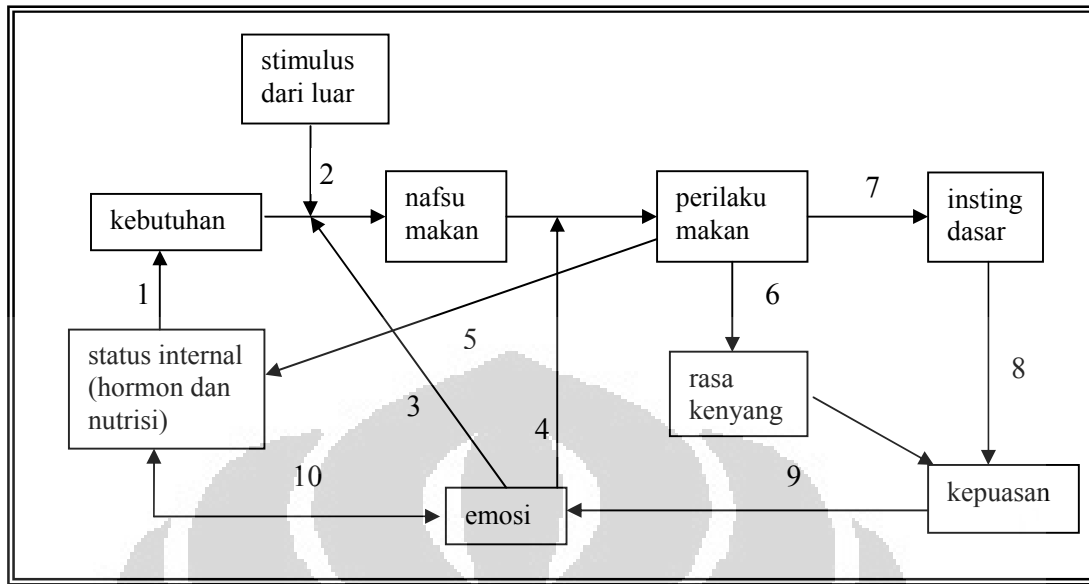 stimulus
dari luar
2
7
kebutuhan
nafsu
makan
perilaku
makan
insting
dasar
1
6
status internal
(hormon dan
nutrisi)
5
rasa
kenyang
8
3
4
10
9
emosi
kepuasan